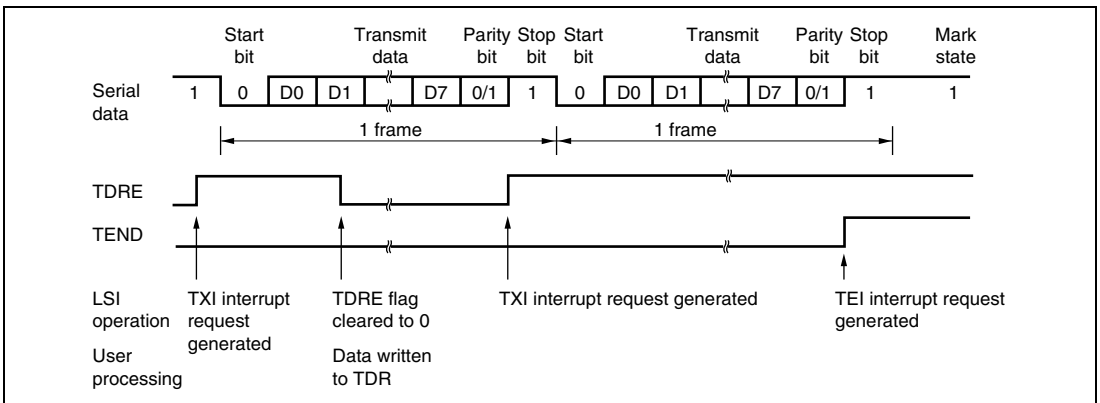 Start bit Transmit data Parity bit Stop bit Start bit Transmit data Parity bit Stop bit Mark state
Serial data 1 0 D0 D1 D7 0/1 1 0 D0 D1 D7 0/1 1 1
1 frame 1 frame
TDRE
TEND
LSI operation TXI interrupt request generated TDRE flag cleared to 0 TXI interrupt request generated TEI interrupt request generated
User processing Data written to TDR